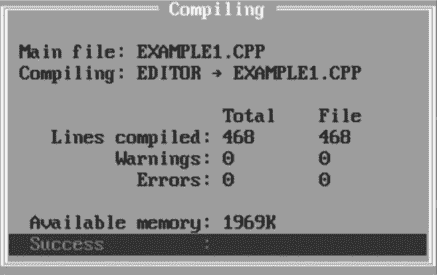 Compiling
Main file: EXAMPLE1.CPP
Compiling: EDITOR → EXAMPLE1.CPP
Total File
Lines compiled: 468 468
Warnings: 0 0
Errors: 0 0
Available memory: 1969K
Success :